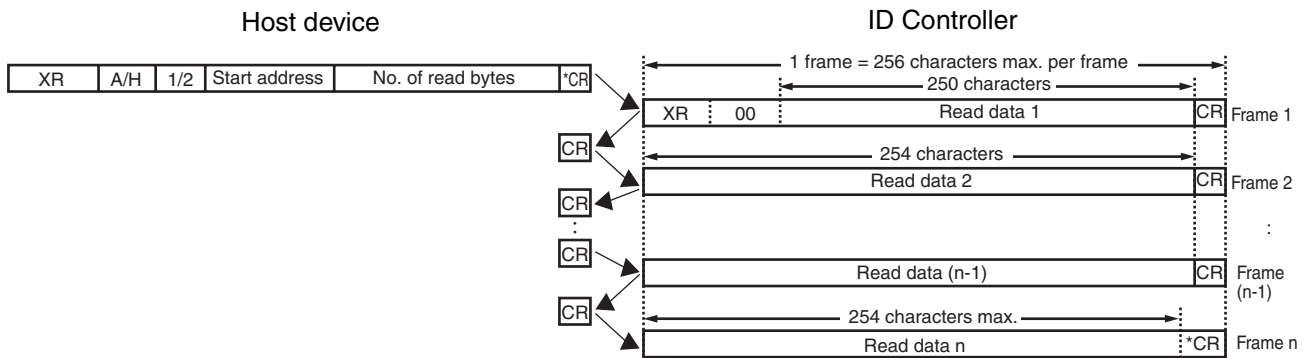 Host device
ID Controller
XR A/H 1/2 Start address No. of read bytes *CR
1 frame = 256 characters max. per frame
250 characters
XR 00 Read data 1 CR Frame 1
CR
254 characters
Read data 2 CR Frame 2
CR
:
:
CR
Read data (n-1) CR Frame (n-1)
CR
254 characters max.
Read data n *CR Frame n